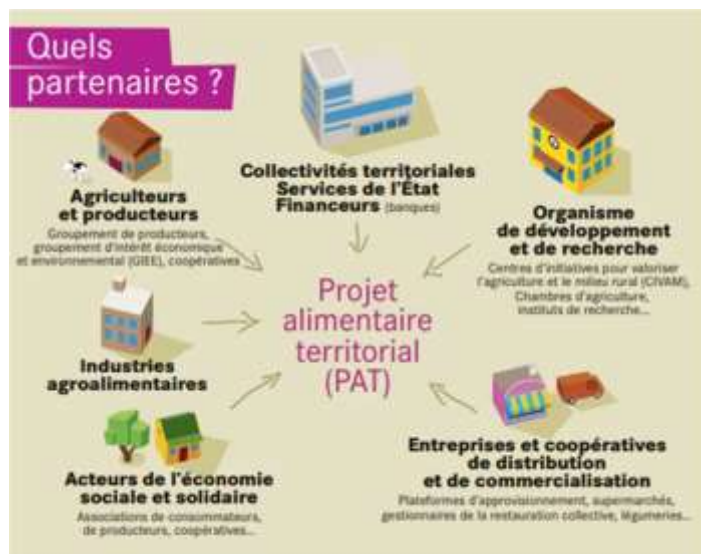 Quels
partenaires ?
Agriculteurs
et producteurs
Groupement de producteurs,
groupement d'intérêt économique
et environnemental (GIEE), coopératives
Collectivités territoriales
Services de l'État
Financeurs (banques)
Organisme
de développement
et de recherche
Centres d'initiatives pour valoriser
l'agriculture et le milieu rural (CIVAM),
Chambres d'agriculture,
instituts de recherche...
Projet
alimentaire
territorial
(PAT)
Industries
agroalimentaires
Acteurs de l'économie
sociale et solidaire
Associations de consommateurs,
de producteurs, coopératives...
Entreprises et coopératives
de distribution
et de commercialisation
Plateformes d'approvisionnement, supermarchés,
gestionnaires de la restauration collective, légumeries...